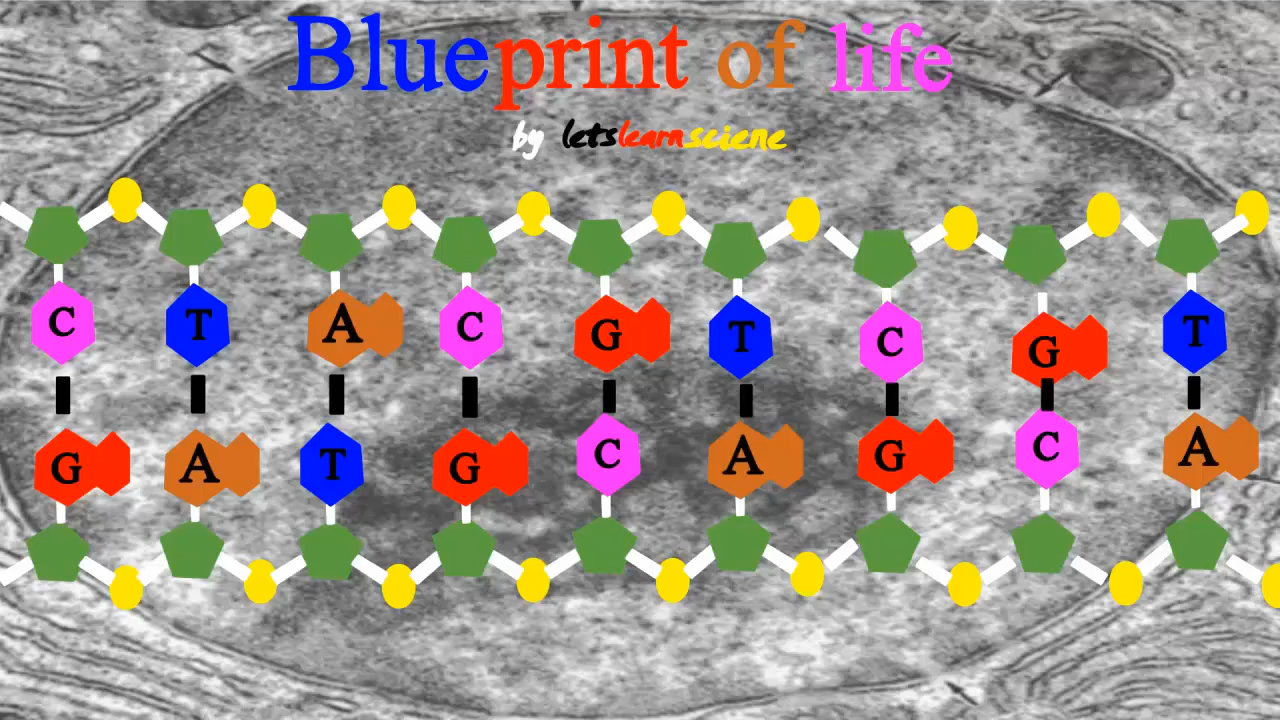 Blueprint of life
by letslearnsciene
C T A C G T C G T
G A T G C A G C A